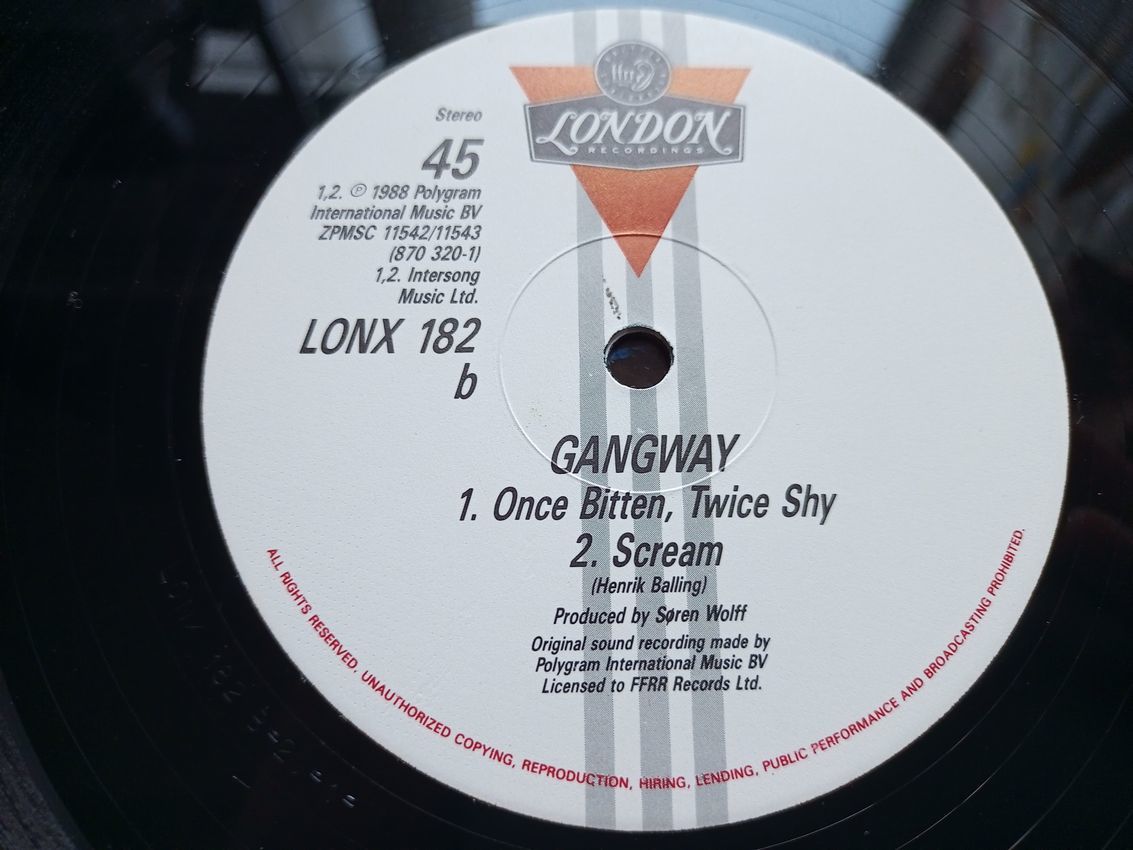 LONDON
RECORDINGS
Stereo
45
1,2. ℗ 1988 Polygram
International Music BV
ZPMSC 11542/11543
(870 320-1)
1,2. Intersong
Music Ltd.
LONX 182
b
GANGWAY
1. Once Bitten, Twice Shy
2. Scream
(Henrik Balling)
Produced by Søren Wolff
Original sound recording made by
Polygram International Music BV
Licensed to FFRR Records Ltd.
ALL RIGHTS RESERVED. UNAUTHORIZED COPYING, REPRODUCTION, HIRING, LENDING, PUBLIC PERFORMANCE AND BROADCASTING PROHIBITED.